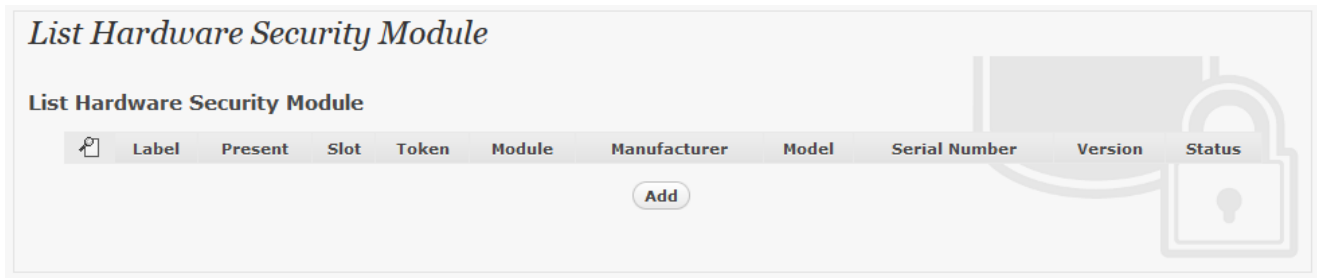 List Hardware Security Module
List Hardware Security Module
Label Present Slot Token Module Manufacturer Model Serial Number Version Status
Add